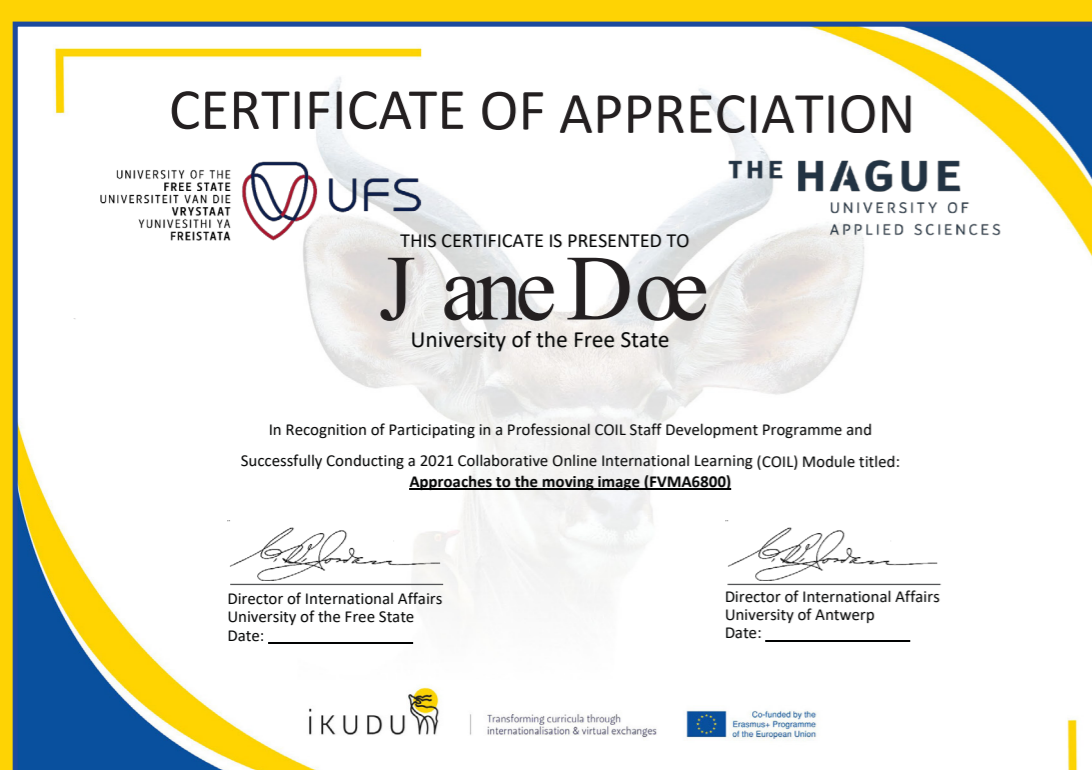 CERTIFICATE OF APPRECIATION
UNIVERSITY OF THE
FREE STATE
UNIVERSITEIT VAN DIE
VRYSTAAT
YUNIVESITHI YA
FREISTATA
UFS
THE HAGUE
UNIVERSITY OF
APPLIED SCIENCES
THIS CERTIFICATE IS PRESENTED TO
Jane Doe
University of the Free State
In Recognition of Participating in a Professional COIL Staff Development Programme and
Successfully Conducting a 2021 Collaborative Online International Learning (COIL) Module titled:
Approaches to the moving image (FVMA6800)
Director of International Affairs
University of the Free State
Date:
Director of International Affairs
University of Antwerp
Date:
iKUDU
Transforming curricula through
internationalisation & virtual exchanges
Co-funded by the
Erasmus+ Programme
of the European Union